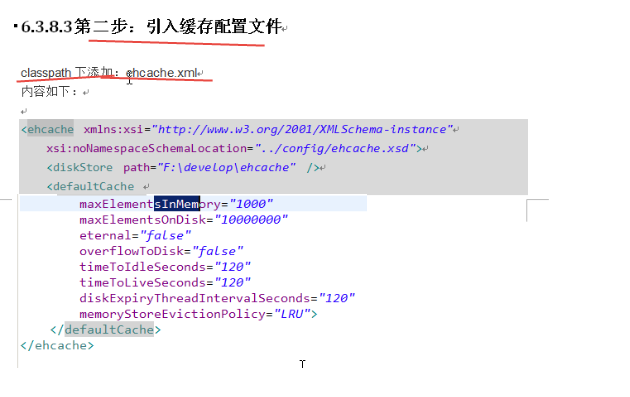 6.3.8.3 第二步：引入缓存配置文件
classpath 下添加：ehcache.xml
内容如下：
<ehcache xmlns:xsi="http://www.w3.org/2001/XMLSchema-instance"
xsi:noNamespaceSchemaLocation="../config/ehcache.xsd">
<diskStore path="F:\develop\ehcache" />
<defaultCache
maxElementsInMemory="1000"
maxElementsOnDisk="10000000"
eternal="false"
overflowToDisk="false"
timeToIdleSeconds="120"
timeToLiveSeconds="120"
diskExpiryThreadIntervalSeconds="120"
memoryStoreEvictionPolicy="LRU">
</defaultCache>
</ehcache>